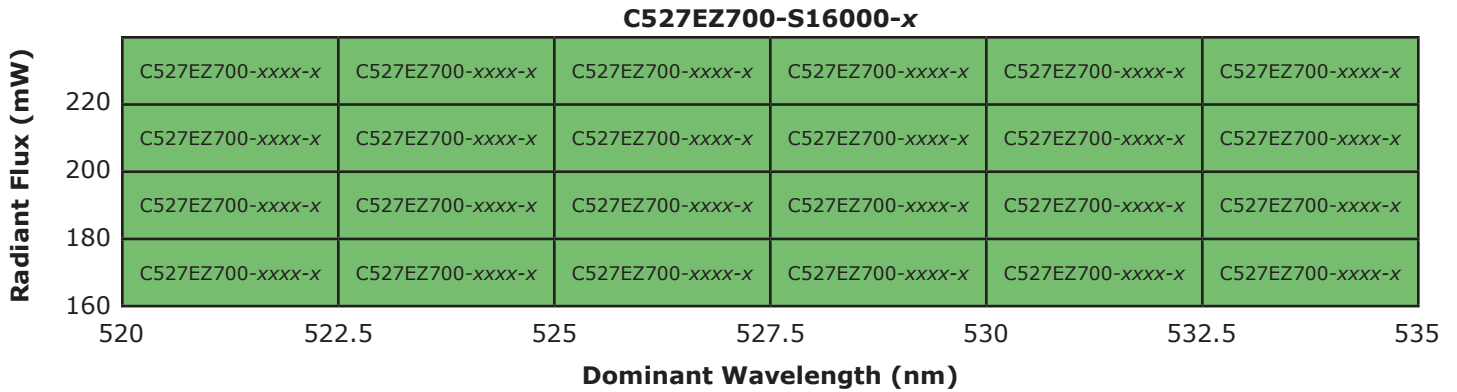 C527EZ700-S16000-x
Radiant Flux (mW)
C527EZ700-xxxx-x C527EZ700-xxxx-x C527EZ700-xxxx-x C527EZ700-xxxx-x C527EZ700-xxxx-x C527EZ700-xxxx-x
220
C527EZ700-xxxx-x C527EZ700-xxxx-x C527EZ700-xxxx-x C527EZ700-xxxx-x C527EZ700-xxxx-x C527EZ700-xxxx-x
200
C527EZ700-xxxx-x C527EZ700-xxxx-x C527EZ700-xxxx-x C527EZ700-xxxx-x C527EZ700-xxxx-x C527EZ700-xxxx-x
180
C527EZ700-xxxx-x C527EZ700-xxxx-x C527EZ700-xxxx-x C527EZ700-xxxx-x C527EZ700-xxxx-x C527EZ700-xxxx-x
160
520 522.5 525 527.5 530 532.5 535
Dominant Wavelength (nm)